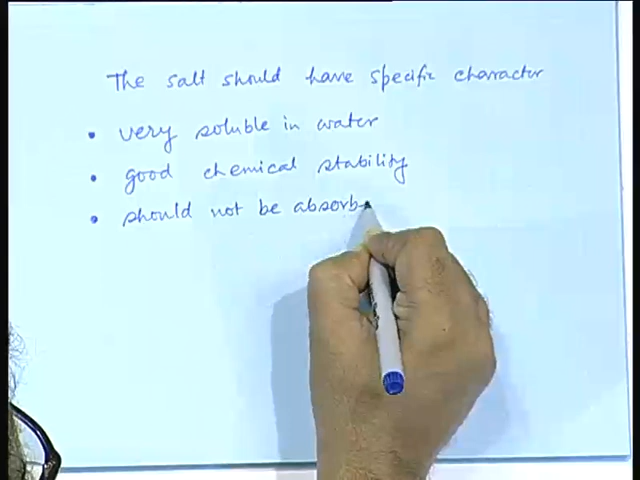 The salt should have specific character
• very soluble in water
• good chemical stability
• should not be absorb